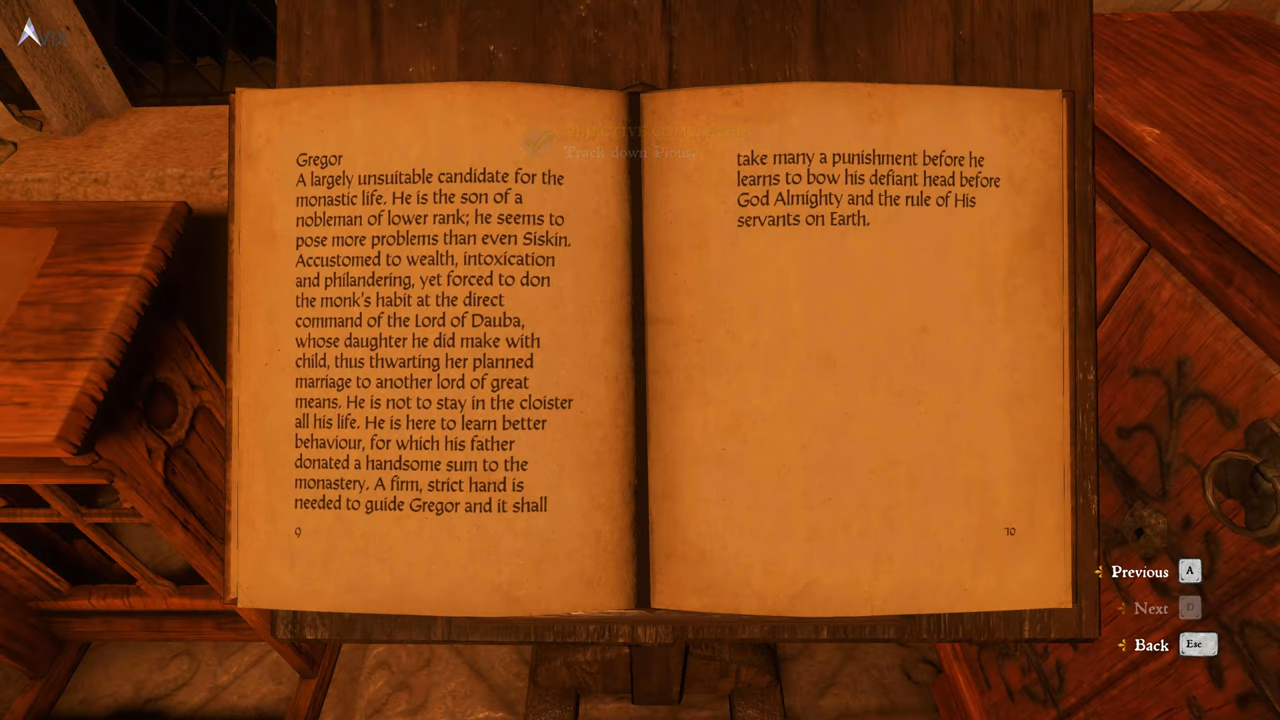 AVIX
OBJECTIVE COMPLETED
Track down Pious.
Gregor
A largely unsuitable candidate for the
monastic life. He is the son of a
nobleman of lower rank; he seems to
pose more problems than even Siskin.
Accustomed to wealth, intoxication
and philandering, yet forced to don
the monk's habit at the direct
command of the Lord of Dauba,
whose daughter he did make with
child, thus thwarting her planned
marriage to another lord of great
means. He is not to stay in the cloister
all his life. He is here to learn better
behaviour, for which his father
donated a handsome sum to the
monastery. A firm, strict hand is
needed to guide Gregor and it shall
9
take many a punishment before he
learns to bow his defiant head before
God Almighty and the rule of His
servants on Earth.
10
Previous A
Next D
Back Esc